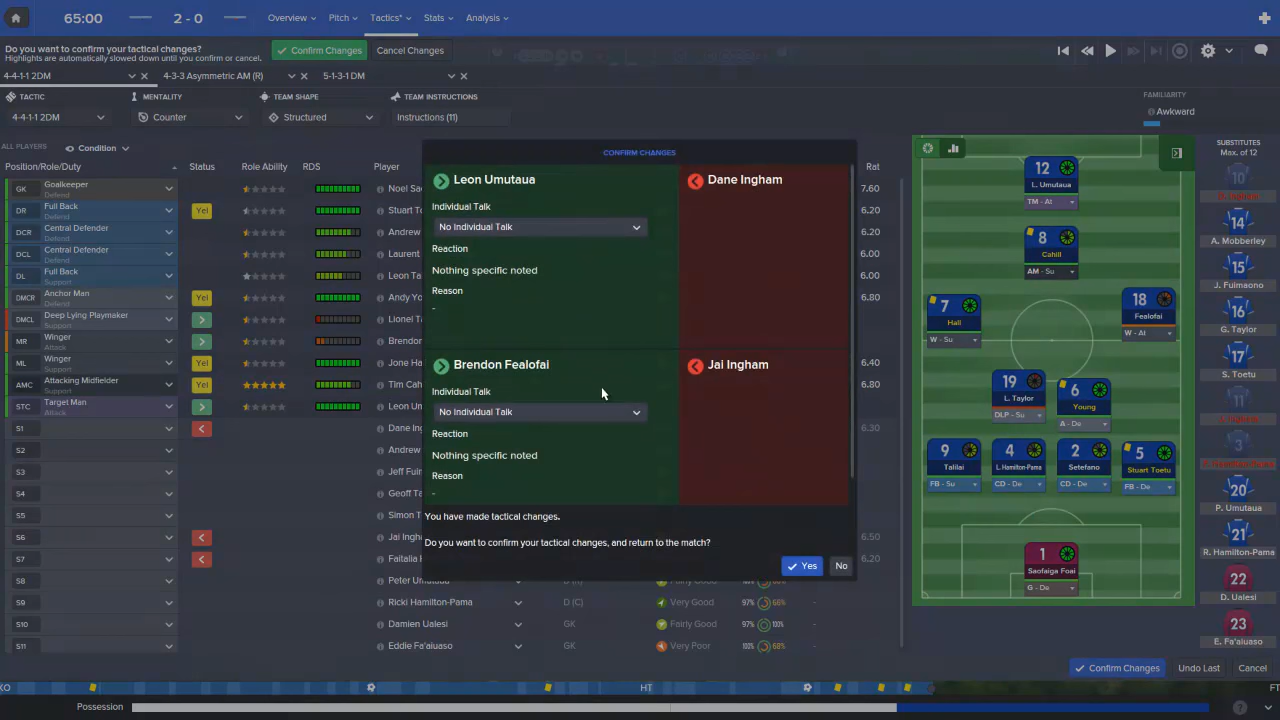 65:00
2 - 0
Overview
Pitch
Tactics*
Stats
Analysis
Do you want to confirm your tactical changes?
Highlights are automatically slowed down until you confirm or cancel.
Confirm Changes
Cancel Changes
4-4-1-1 2DM
4-3-3 Asymmetric AM (R)
5-1-3-1 DM
TACTIC
MENTALITY
TEAM SHAPE
TEAM INSTRUCTIONS
FAMILIARITY
4-4-1-1 2DM
Counter
Structured
Instructions (11)
Awkward
ALL PLAYERS
Condition
Position/Role/Duty
Status
Role Ability
RDS
Player
Rat
GK Goalkeeper Defend
Noel Sao
7.60
DR Full Back Defend
Yel
Stuart To
6.20
DCR Central Defender Defend
Andrew
6.20
DCL Central Defender Defend
Laurent
6.00
DL Full Back Support
Leon Ta
6.00
DMCR Anchor Man Defend
Yel
Andy Yo
6.80
DMCL Deep Lying Playmaker Support
Lionel T
MR Winger Attack
Brendon
ML Winger Support
Yel
Jone Ha
6.40
AMC Attacking Midfielder Support
Yel
Tim Cah
6.80
STC Target Man Attack
Leon Um
S1
Dane In
6.30
S2
Andrew
S3
Jeff Fui
S4
Geoff Ta
S5
Simon T
S6
Jai Ingh
6.50
S7
Faitalia H
6.20
S8
Peter Umutaua
D (R)
Fairly Good
100%
68%
-
S9
Ricki Hamilton-Pama
D (C)
Very Good
97%
68%
-
S10
Damien Ualesi
GK
Fairly Good
97%
100%
-
S11
Eddie Fa'aiuaso
GK
Very Poor
100%
68%
-
CONFIRM CHANGES
Leon Umutaua
Dane Ingham
Individual Talk
No Individual Talk
Reaction
Nothing specific noted
Reason
-
Brendon Fealofai
Jai Ingham
Individual Talk
No Individual Talk
Reaction
Nothing specific noted
Reason
-
You have made tactical changes.
Do you want to confirm your tactical changes, and return to the match?
Yes
No
12
L. Umutaua
TM - At
8
Cahill
AM - Su
7
Hall
W - Su
18
Fealofai
W - At
19
L. Taylor
DLP - Su
6
Young
A - De
9
Talilai
FB - Su
4
L. Hamilton-Pama
CD - De
2
Setefano
CD - De
5
Stuart Toetu
FB - De
1
Saofaiga Foai
G - De
SUBSTITUTES
Max. of 12
10
D. Ingham
14
A. Mobberley
15
J. Fuimaono
16
G. Taylor
17
S. Toetu
11
J. Ingham
3
20
P. Umutaua
21
R. Hamilton-Pama
22
D. Ualesi
23
E. Fa'aiuaso
Confirm Changes
Undo Last
Cancel
KO
HT
FT
Possession